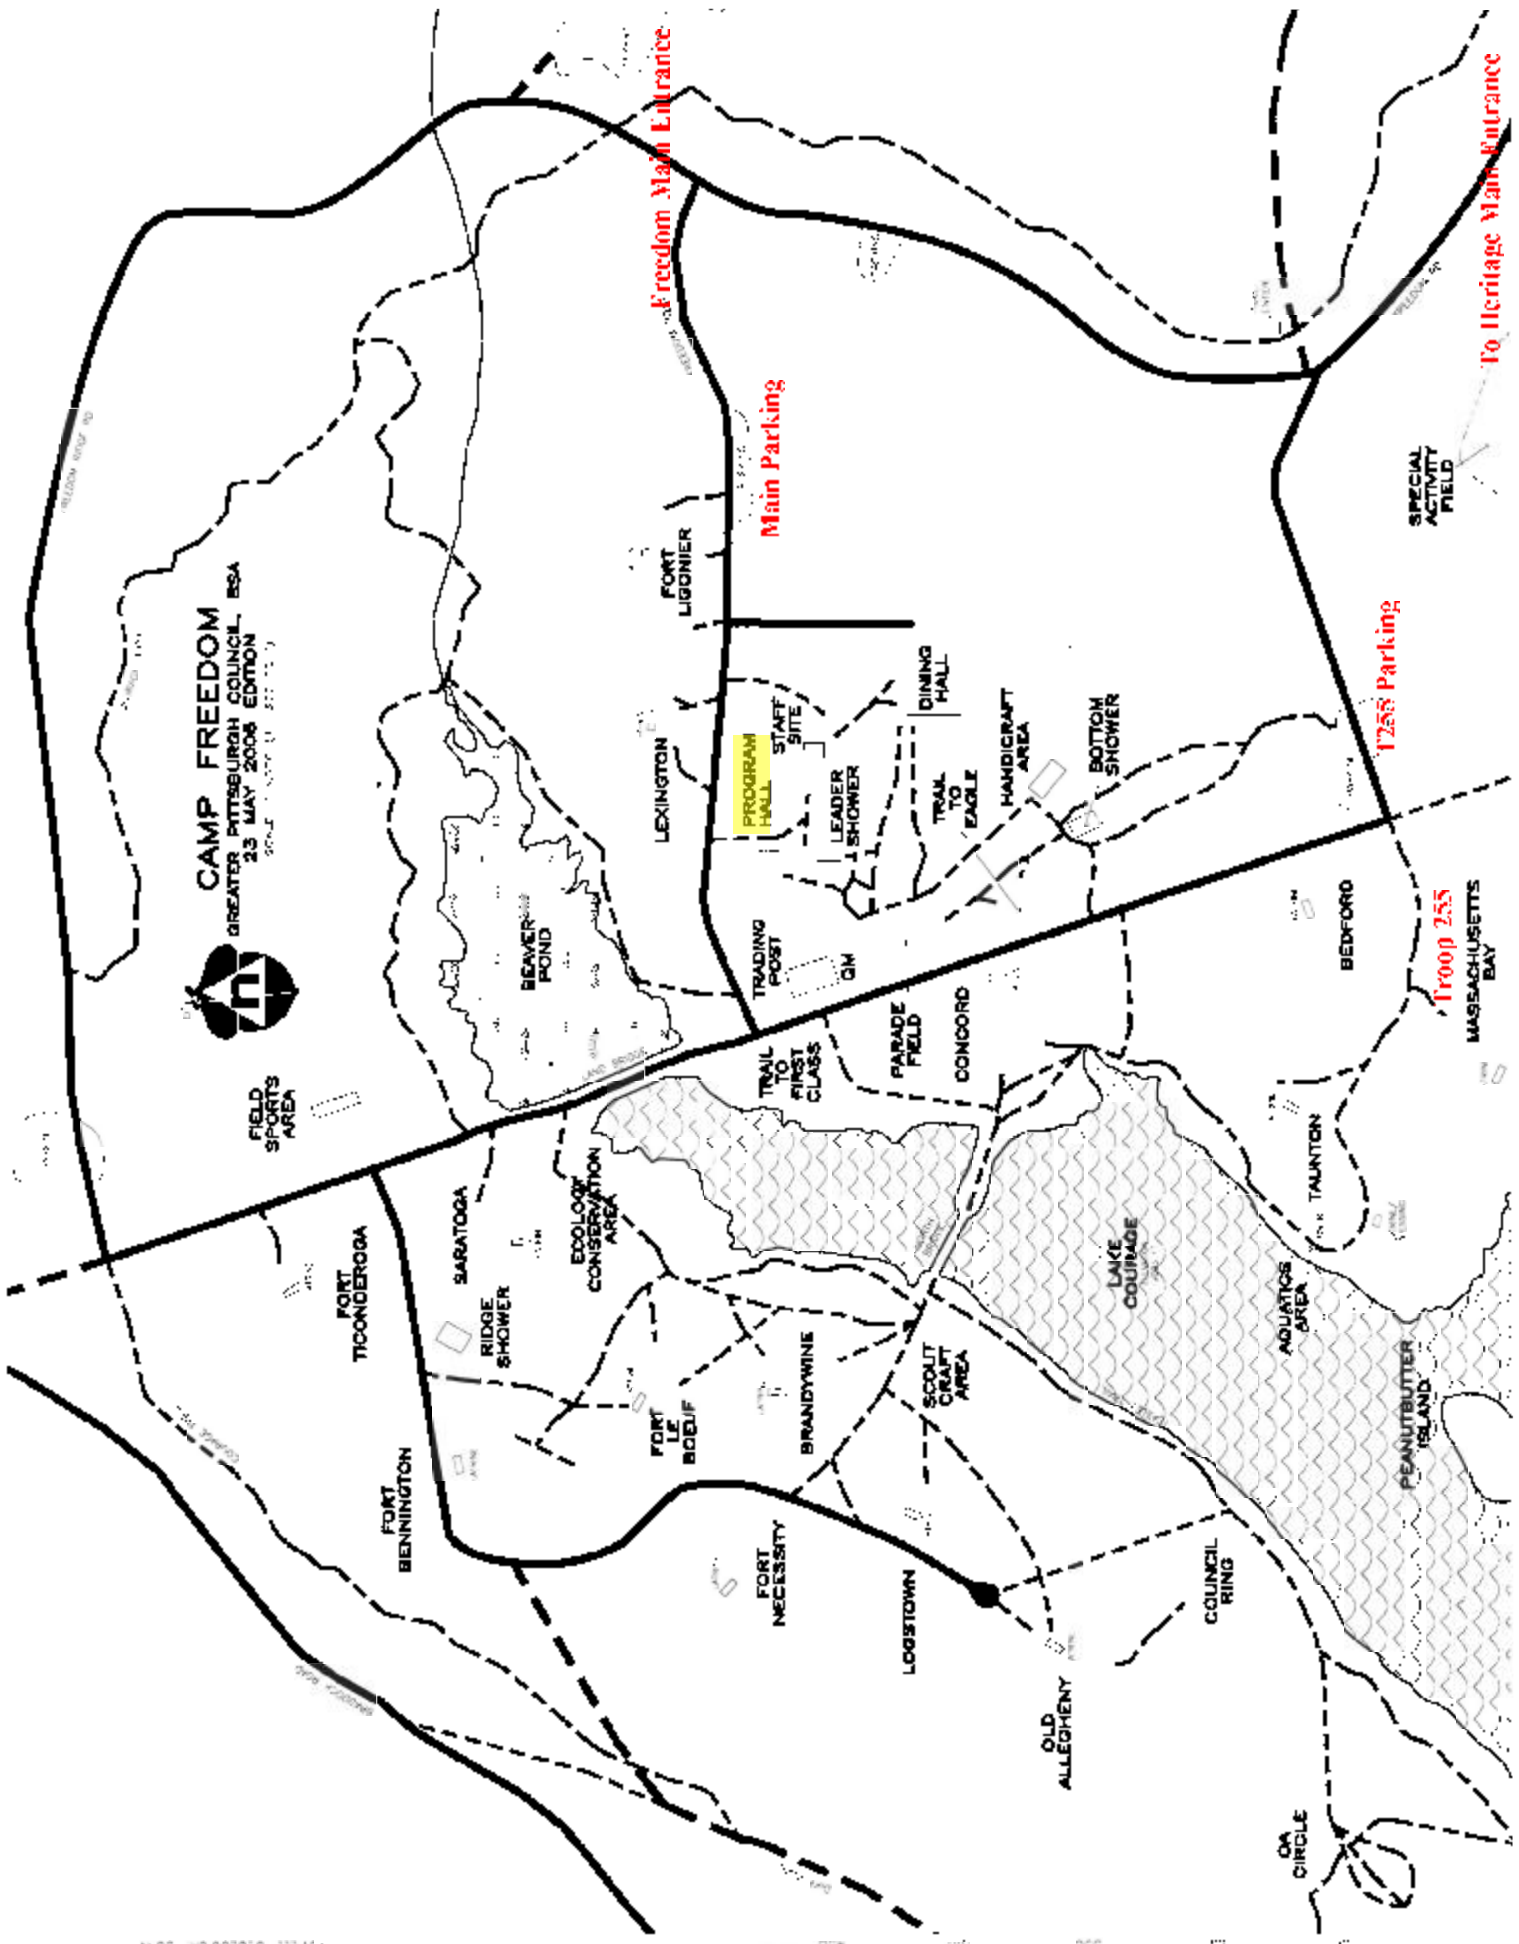 CAMP FREEDOM
GREATER PITTSBURGH COUNCIL, BSA
23 MAY 2006 EDITION
Freedom Main Entrance
To Heritage Main Entrance
Main Parking
T255 Parking
Troop 255
SPECIAL
ACTIVITY
FIELD
FORT
LIGONIER
LEXINGTON
PROGRAM
HALL
STAFF
SITE
DINING
HALL
LEADER
SHOWER
TRAIL
TO
EAGLE
HANDICRAFT
AREA
BOTTOM
SHOWER
BEAVER
POND
LAND BRIDGE
TRADING
POST
QM
PARADE
FIELD
CONCORD
BEDFORD
MASSACHUSETTS
BAY
TRAIL
TO
FIRST
CLASS
FIELD
SPORTS
AREA
SARATOGA
ECOLOGY
CONSERVATION
AREA
FORT
TICONDEROGA
RIDGE
SHOWER
FORT
BENNINGTON
FORT
LE
BOEUF
BRANDYWINE
SCOUT
CRAFT
AREA
LAKE
COURAGE
TAUNTON
AQUATICS
AREA
PEANUTBUTTER
ISLAND
FORT
NECESSITY
LOGSTOWN
COUNCIL
RING
OLD
ALLEGHENY
OA
CIRCLE